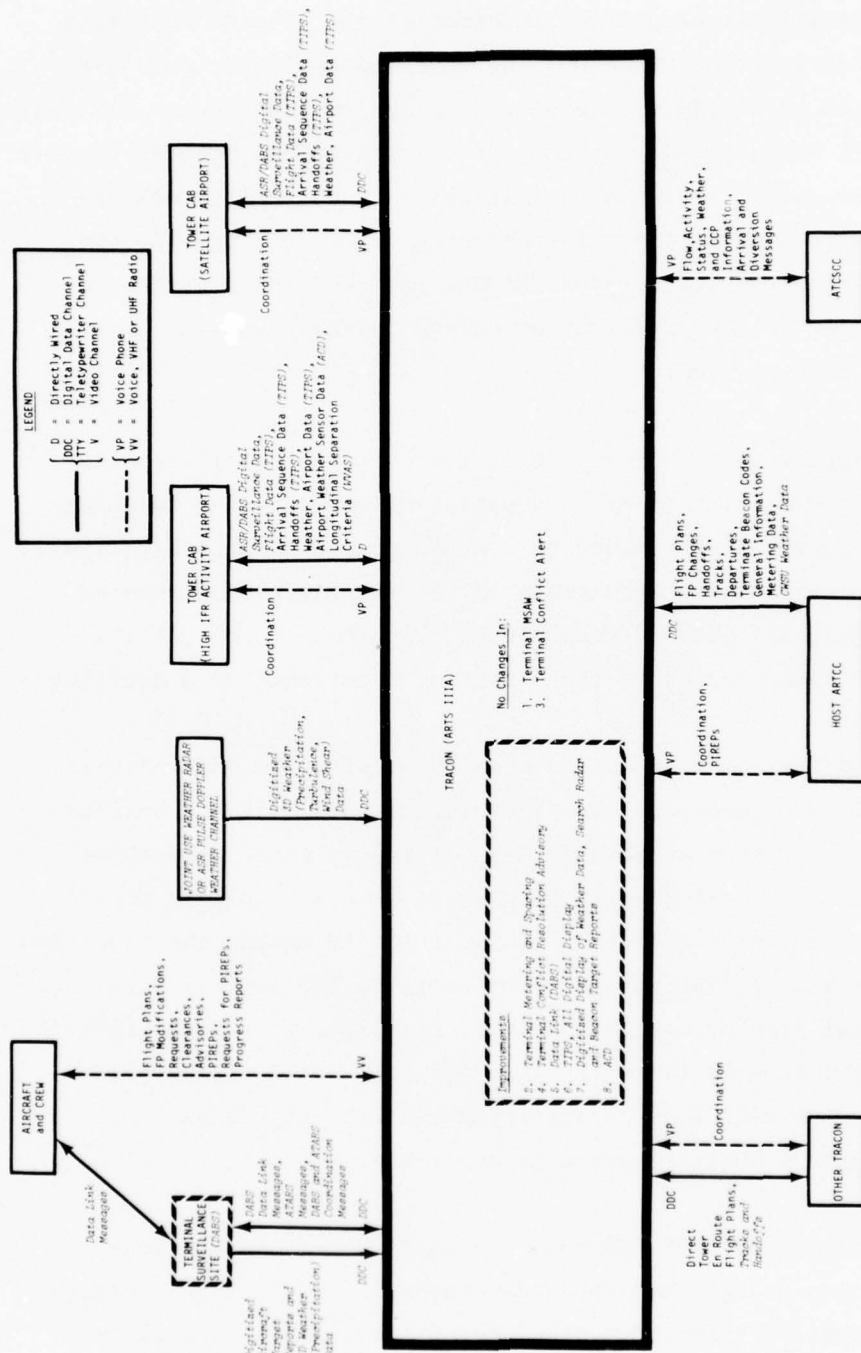 LEGEND
D = Directly Wired
DDC = Digital Data Channel
TTY = Teletypewriter Channel
V = Video Channel
VP = Voice Phone
VV = Voice, VHF or UHF Radio
AIRCRAFT
and CREW
Data Link
Messages
Flight Plans,
FP Modifications,
Requests,
Clearances,
Advisories,
PIREPs,
Requests for PIREPs,
Progress Reports
VV
TERMINAL
SURVEILLANCE
SITE (DABS)
Digitized
Aircraft
Target
Reports and
D Weather
Precipitation)
Data
DDC
DABS
Data Link
Messages,
ATARS
Messages,
DABS and ATARS
Coordination
Messages
DDC
JOINT USE WEATHER RADAR
OR ASR PULSE DOPPLER
WEATHER CHANNEL
Digitized
3D Weather
(Precipitation,
Turbulence,
Wind Shear)
Data
DDC
TOWER CAB
(HIGH IFR ACTIVITY AIRPORT)
Coordination
VP
ASR/DABS Digital
Surveillance Data,
Flight Data (TIPS),
Arrival Sequence Data (TIPS),
Handoffs (TIPS),
Weather, Airport Data (TIPS),
Airport Weather Sensor Data (ACD),
Longitudinal Separation
Criteria (WVAS)
D
TOWER CAB
(SATELLITE AIRPORT)
Coordination
VP
ASR/DABS Digital
Surveillance Data,
Flight Data (TIPS),
Arrival Sequence Data (TIPS),
Handoffs (TIPS),
Weather, Airport Data (TIPS)
DDC
TRACON (ARTS IIIA)
Improvements
2. Terminal Metering and Spacing
4. Terminal Conflict Resolution Advisory
5. Data Link (DABS)
6. TIPS, All Digital Display
7. Digitized Display of Weather Data, Search Radar
and Beacon Target Reports
8. ACD
No Changes In:
1. Terminal MSAW
3. Terminal Conflict Alert
DDC
Direct
Tower
En Route
Flight Plans,
Tracks and
Handoffs
VP
Coordination
OTHER TRACON
VP
Coordination,
PIREPs
DDC
Flight Plans,
FP Changes,
Handoffs,
Tracks,
Departures,
Terminate Beacon Codes,
General Information,
Metering Data,
CWSU Weather Data
HOST ARTCC
VP
Flow, Activity,
Status, Weather,
and CCP
Information,
Arrival and
Diversion
Messages
ATCSCC